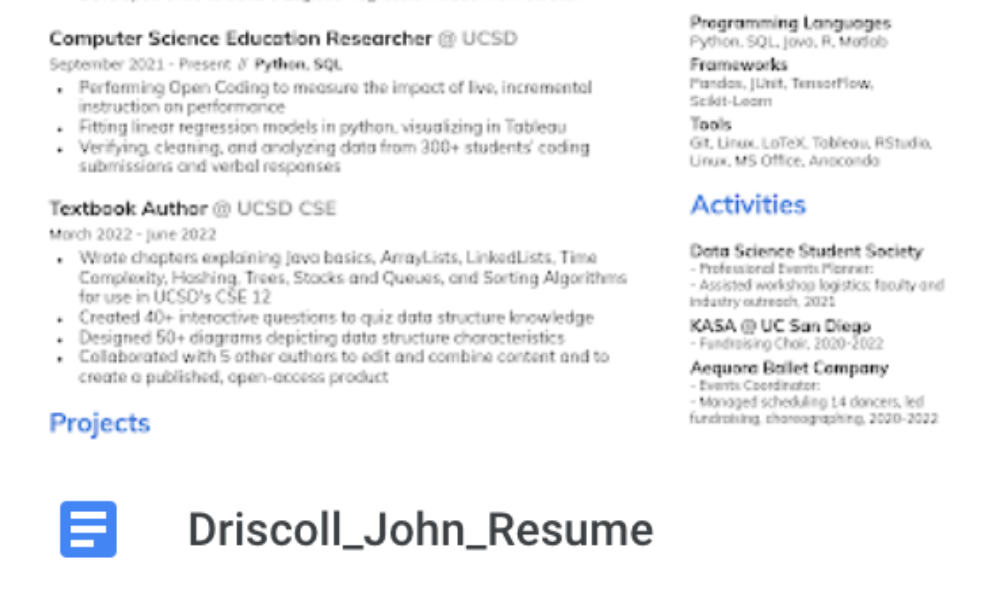 Computer Science Education Researcher @ UCSD
September 2021 - Present // Python, SQL
• Performing Open Coding to measure the impact of live, incremental
instruction on performance
• Fitting linear regression models in python, visualizing in Tableau
• Verifying, cleaning, and analyzing data from 300+ students' coding
submissions and verbal responses
Textbook Author @ UCSD CSE
March 2022 - June 2022
• Wrote chapters explaining Java basics, ArrayLists, LinkedLists, Time
Complexity, Hashing, Trees, Stacks and Queues, and Sorting Algorithms
for use in UCSD's CSE 12
• Created 40+ interactive questions to quiz data structure knowledge
• Designed 50+ diagrams depicting data structure characteristics
• Collaborated with 5 other authors to edit and combine content and to
create a published, open-access product
Projects
Programming Languages
Python, SQL, Java, R, Matlab
Frameworks
Pandas, JUnit, TensorFlow,
Scikit-Learn
Tools
Git, Linux, LaTeX, Tableau, RStudio,
Linux, MS Office, Anaconda
Activities
Data Science Student Society
- Professional Events Planner:
- Assisted workshop logistics; faculty and
industry outreach, 2021
KASA @ UC San Diego
- Fundraising Chair, 2020-2022
Aequora Ballet Company
- Events Coordinator:
- Managed scheduling 14 dancers, led
fundraising, choreographing, 2020-2022
Driscoll_John_Resume